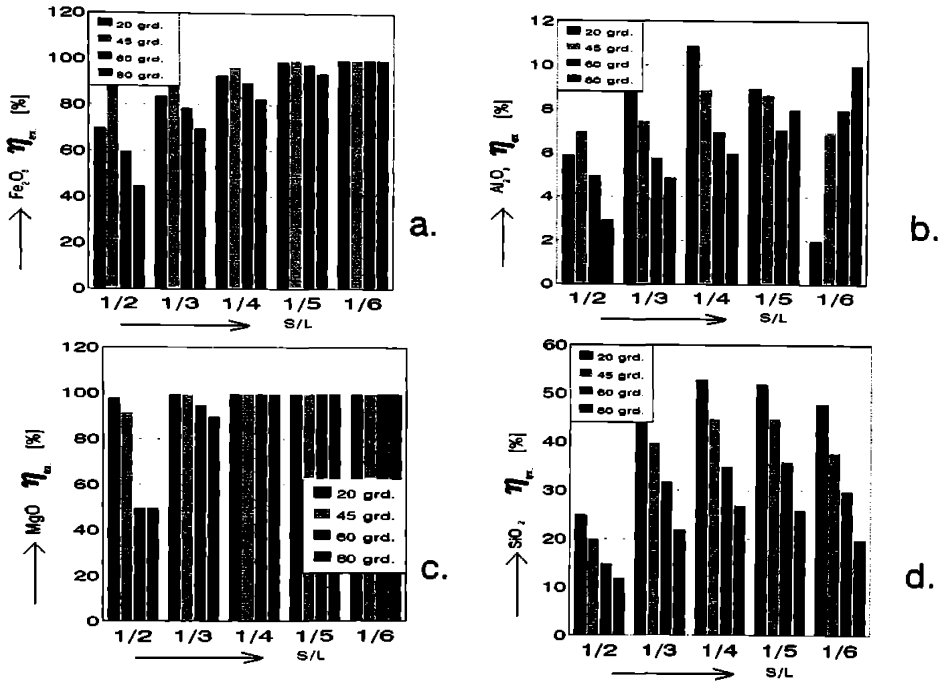 120
100
80
60
40
20
0
Fe2O3 ηex. [%]
20 grd.
45 grd.
60 grd.
80 grd.
1/2 1/3 1/4 1/5 1/6
S/L
a.
12
10
8
6
4
2
0
Al2O3 ηex. [%]
20 grd.
45 grd.
60 grd.
80 grd.
1/2 1/3 1/4 1/5 1/6
S/L
b.
120
100
80
60
40
20
0
MgO ηex. [%]
20 grd.
45 grd.
60 grd.
80 grd.
1/2 1/3 1/4 1/5 1/6
S/L
c.
60
50
40
30
20
10
0
SiO2 ηex. [%]
20 grd.
45 grd.
60 grd.
80 grd.
1/2 1/3 1/4 1/5 1/6
S/L
d.